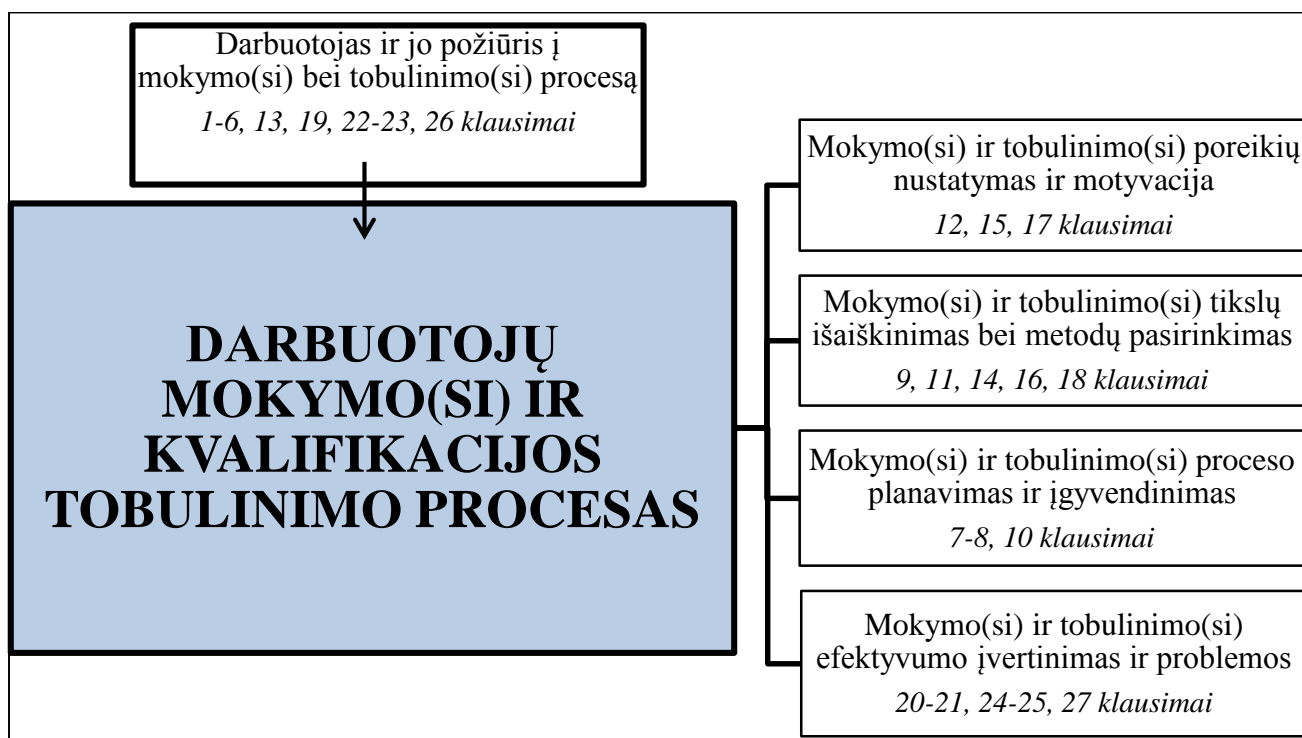 Darbuotojas ir jo požiūris į
mokymo(si) bei tobulinimo(si) procesą
1-6, 13, 19, 22-23, 26 klausimai
DARBUOTOJŲ
MOKYMO(SI) IR
KVALIFIKACIJOS
TOBULINIMO PROCESAS
Mokymo(si) ir tobulinimo(si) poreikių
nustatymas ir motyvacija
12, 15, 17 klausimai
Mokymo(si) ir tobulinimo(si) tikslų
išaiškinimas bei metodų pasirinkimas
9, 11, 14, 16, 18 klausimai
Mokymo(si) ir tobulinimo(si) proceso
planavimas ir įgyvendinimas
7-8, 10 klausimai
Mokymo(si) ir tobulinimo(si)
efektyvumo įvertinimas ir problemos
20-21, 24-25, 27 klausimai